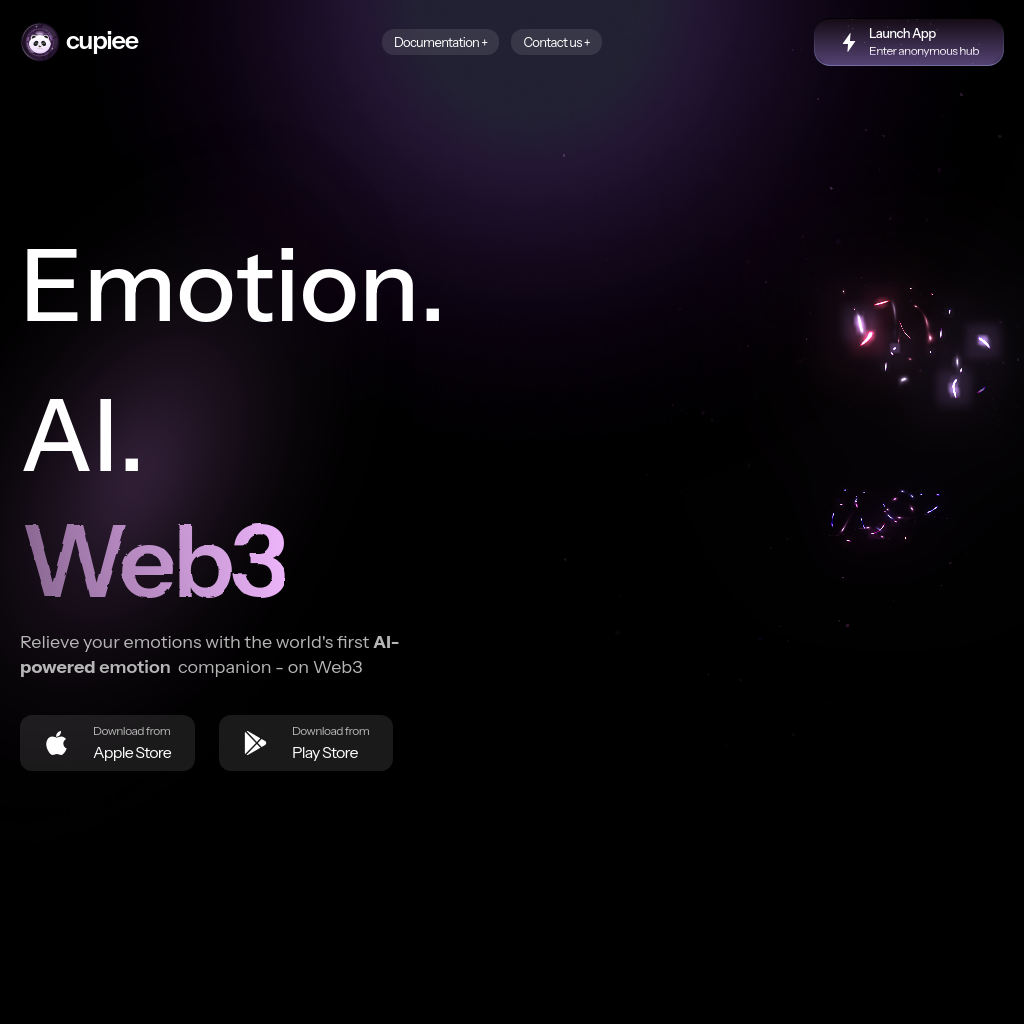 cupiee
Documentation +
Contact us +
Launch App
Enter anonymous hub
Emotion.
AI.
Web3
Relieve your emotions with the world's first AI-
powered emotion companion - on Web3
Download from
Apple Store
Download from
Play Store